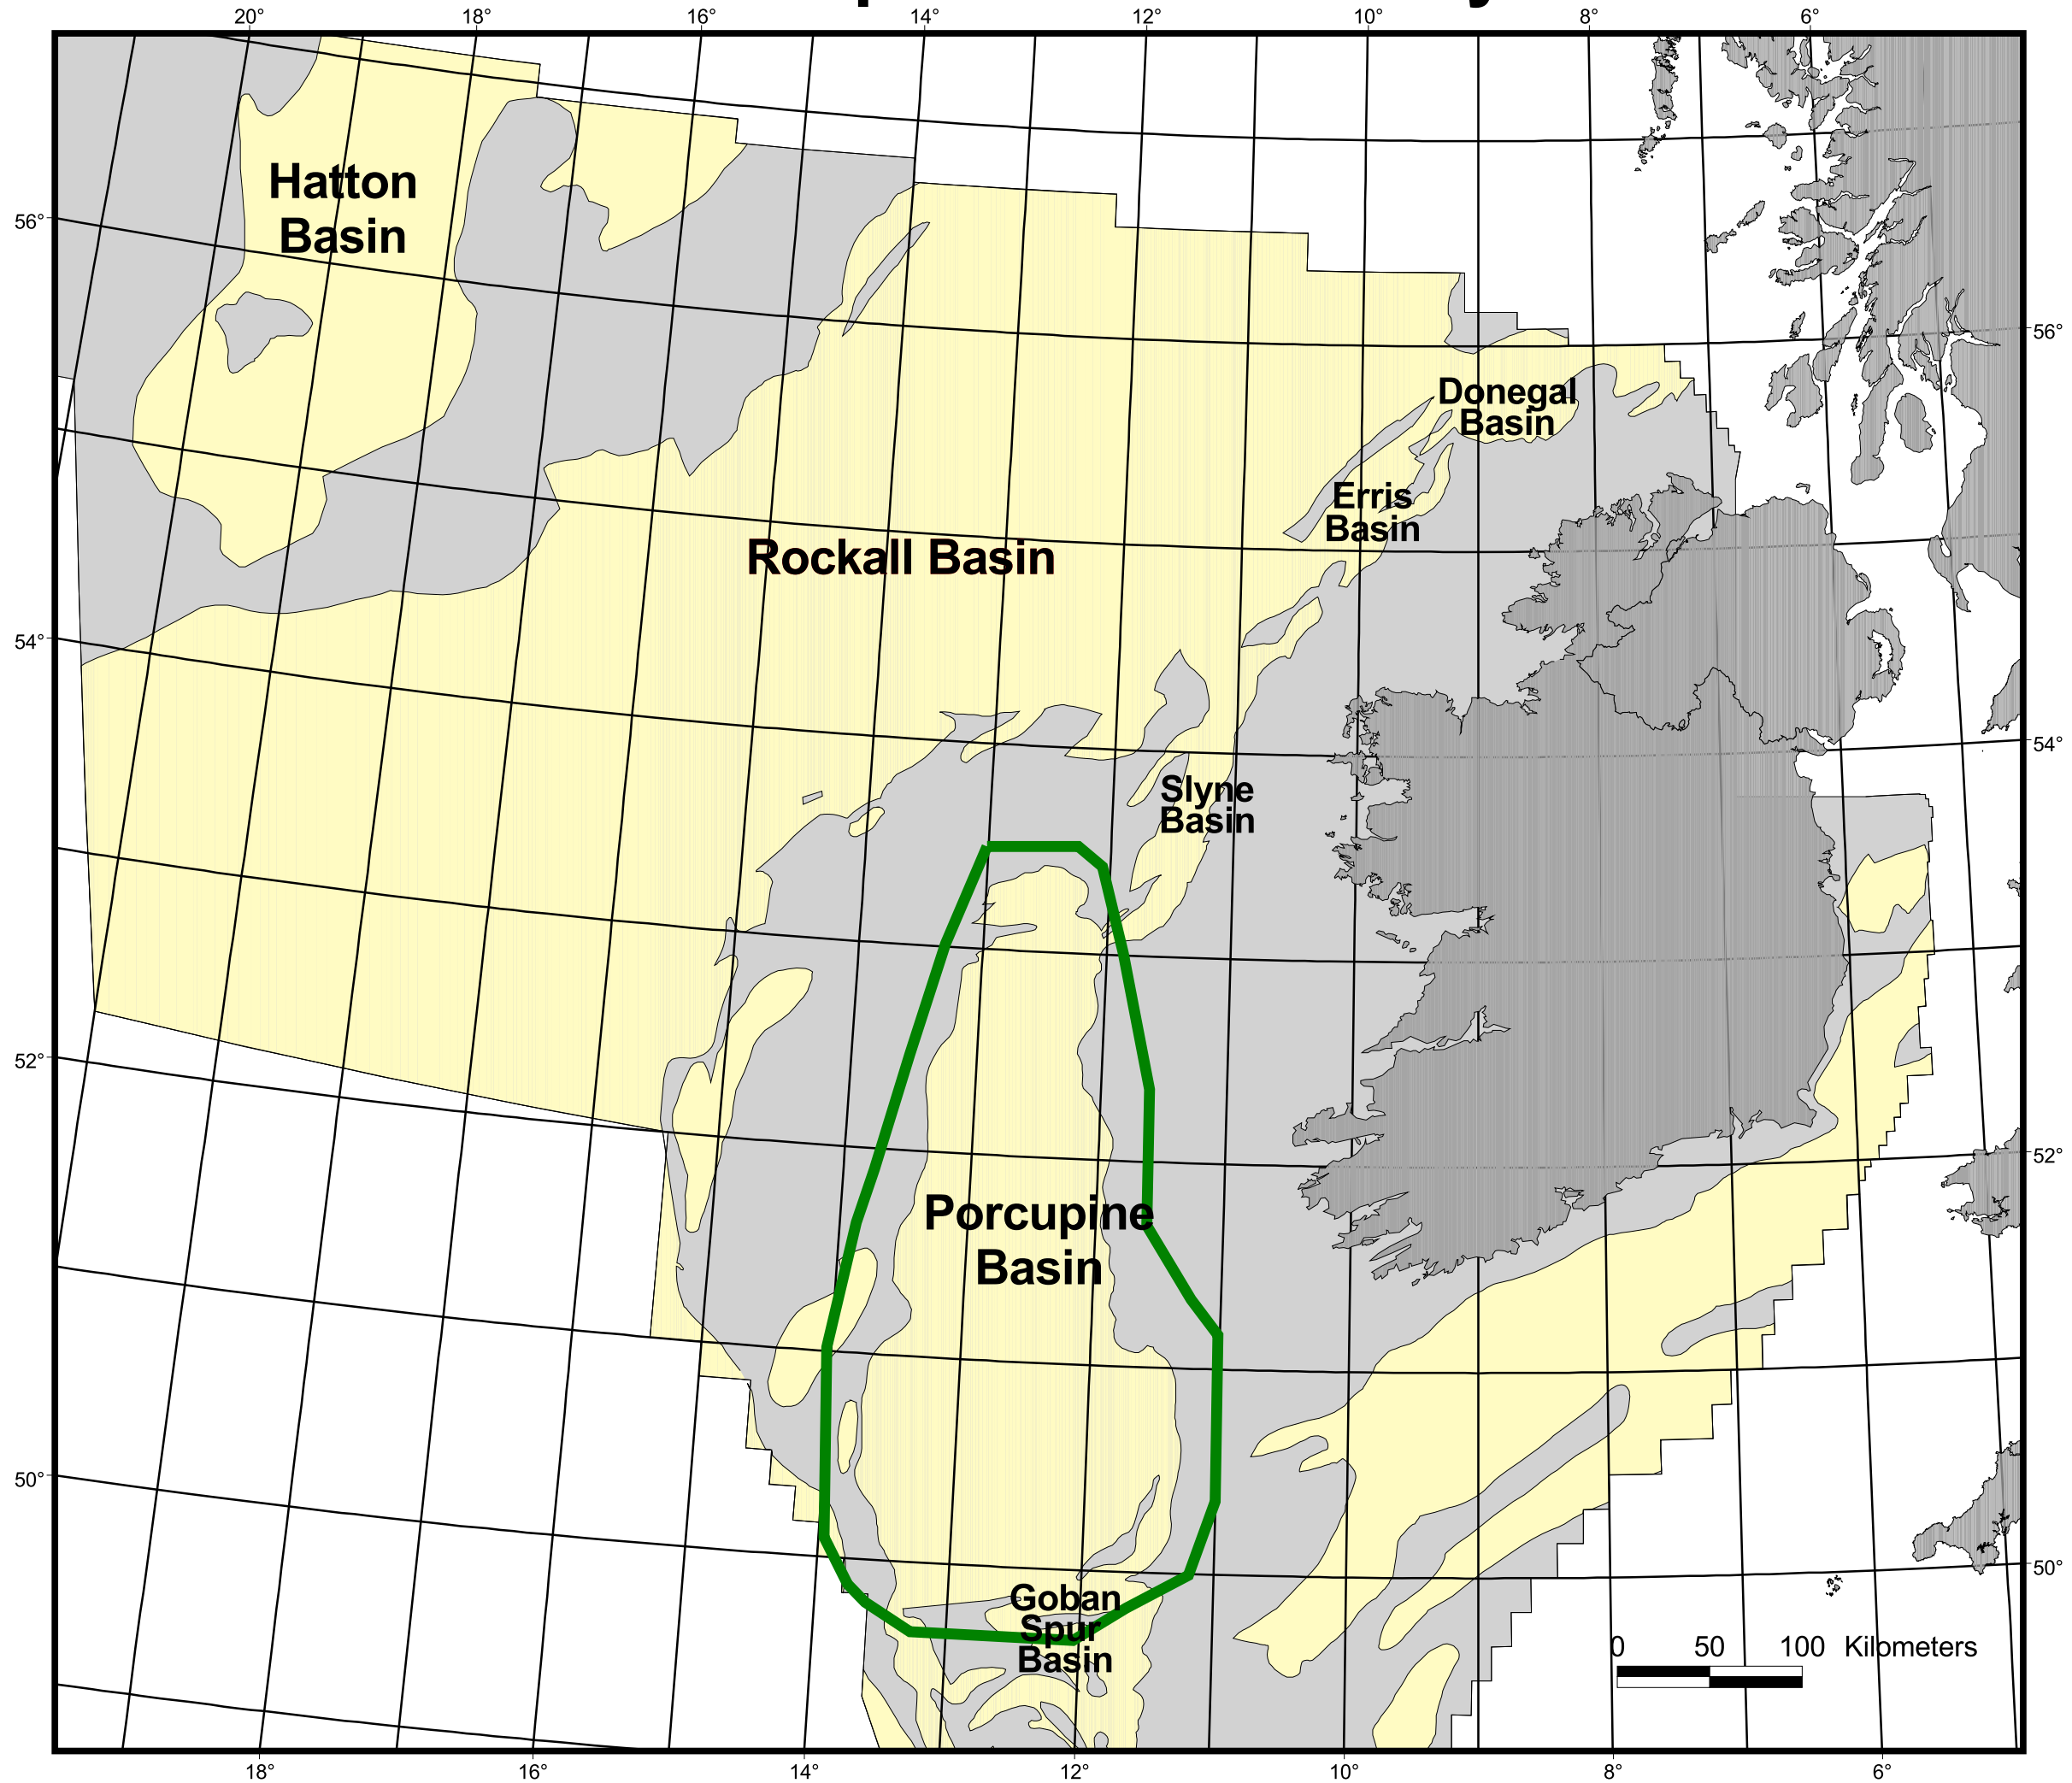 20° 18° 16° 14° 12° 10° 8° 6°
Hatton
Basin
56°
56°
Donegal
Basin
Erris
Basin
Rockall Basin
54°
54°
Slyne
Basin
52°
52°
Porcupine
Basin
50°
50°
Goban
Spur
Basin
0 50 100 Kilometers
18° 16° 14° 12° 10° 8° 6°